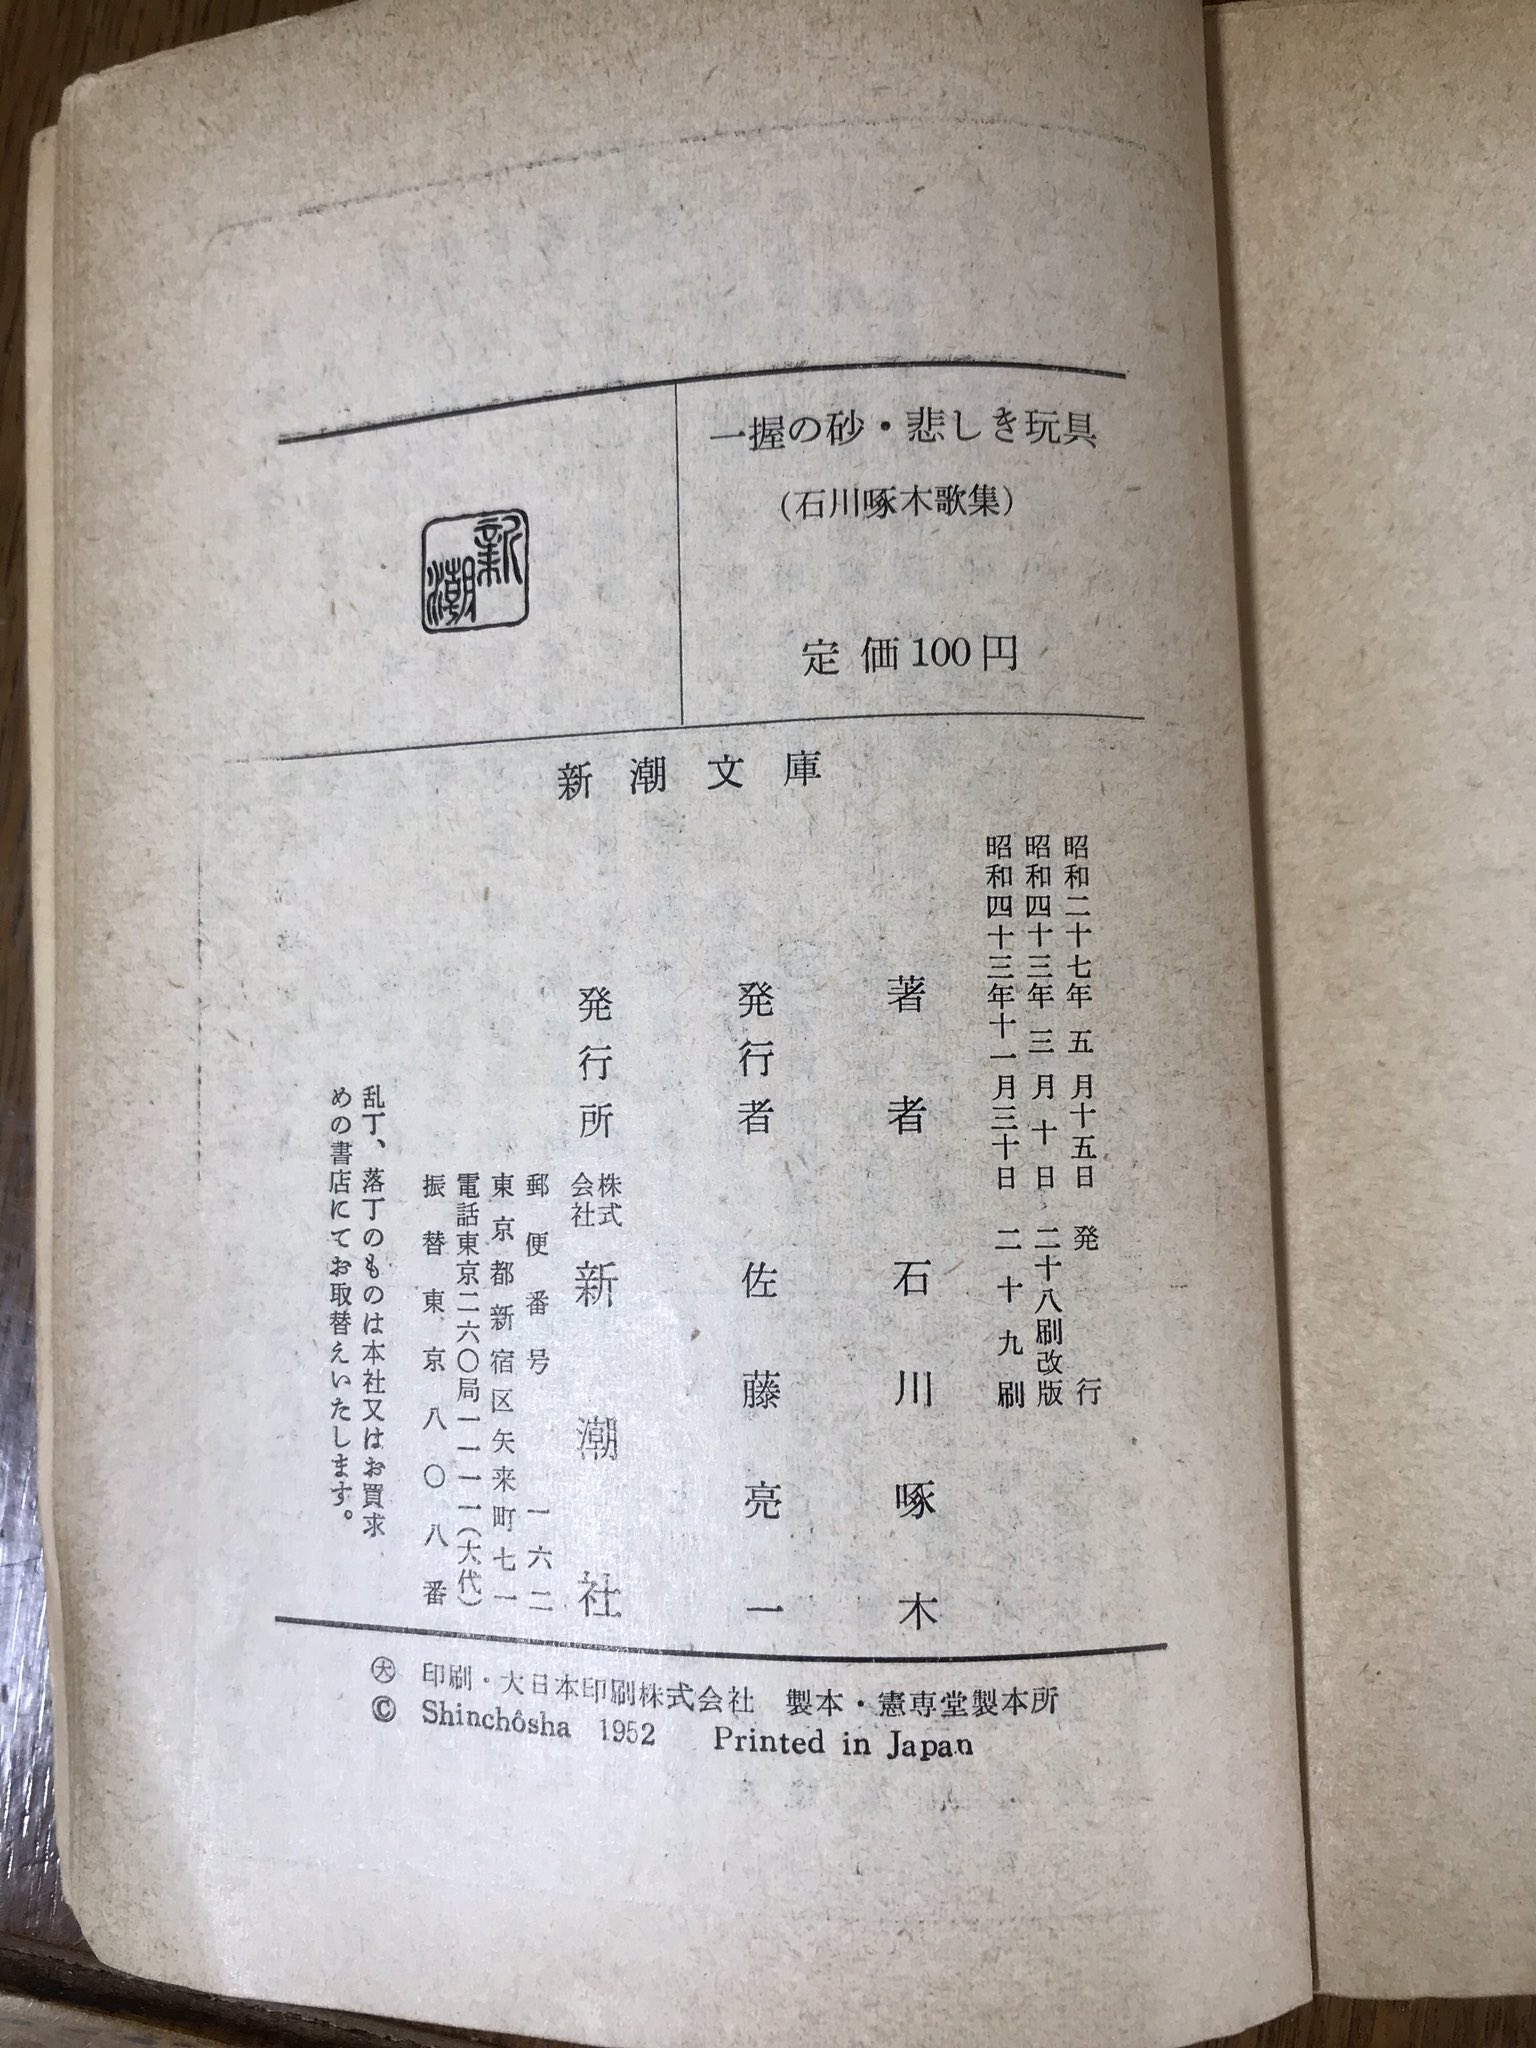 一握の砂・悲しき玩具
(石川啄木歌集)
定価100円
新潮
新潮文庫
昭和二十七年五月十五日発行
昭和四十三年三月十日二十八刷改版
昭和四十三年十一月三十日二十九刷
著者 石川啄木
発行者 佐藤亮一
発行所 株式会社 新潮社
郵便番号 一六二
東京都新宿区矢来町七一
電話東京二六〇局一一一一(大代)
振替東京八〇八番
乱丁、落丁のものは本社又はお買求
めの書店にてお取替えいたします。
㊛ 印刷・大日本印刷株式会社 製本・憲専堂製本所
© Shinchôsha 1952 Printed in Japan